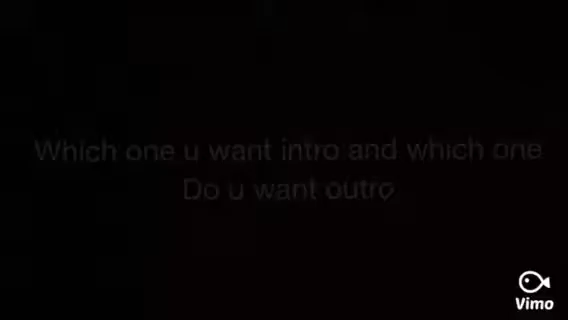 Which one u want intro and which one
Do u want outro
Vimo